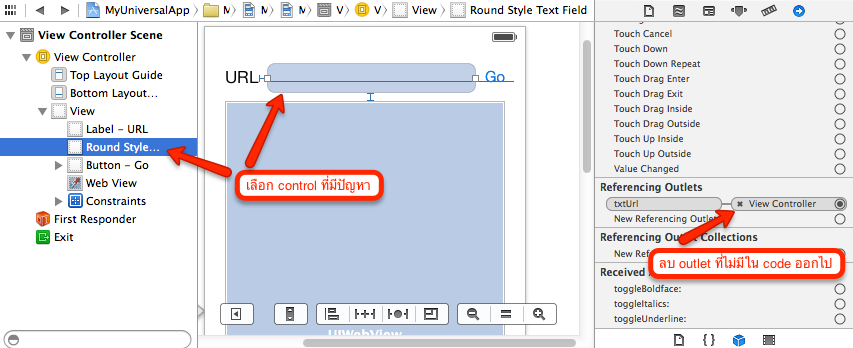 MyUniversalApp
M
M
V
V
View
Round Style Text Field
View Controller Scene
View Controller
Top Layout Guide
Bottom Layout...
View
Label – URL
Round Style...
Button – Go
Web View
Constraints
First Responder
Exit
URL
Go
เลือก control ที่มีปัญหา
UIWebView
Touch Cancel
Touch Down
Touch Down Repeat
Touch Drag Enter
Touch Drag Exit
Touch Drag Inside
Touch Drag Outside
Touch Up Inside
Touch Up Outside
Value Changed
Referencing Outlets
txtUrl
View Controller
New Referencing Outlet
Referencing Outlet Collections
New Ref
ลบ outlet ที่ไม่มีใน code ออกไป
Received
toggleBoldface:
toggleItalics:
toggleUnderline: